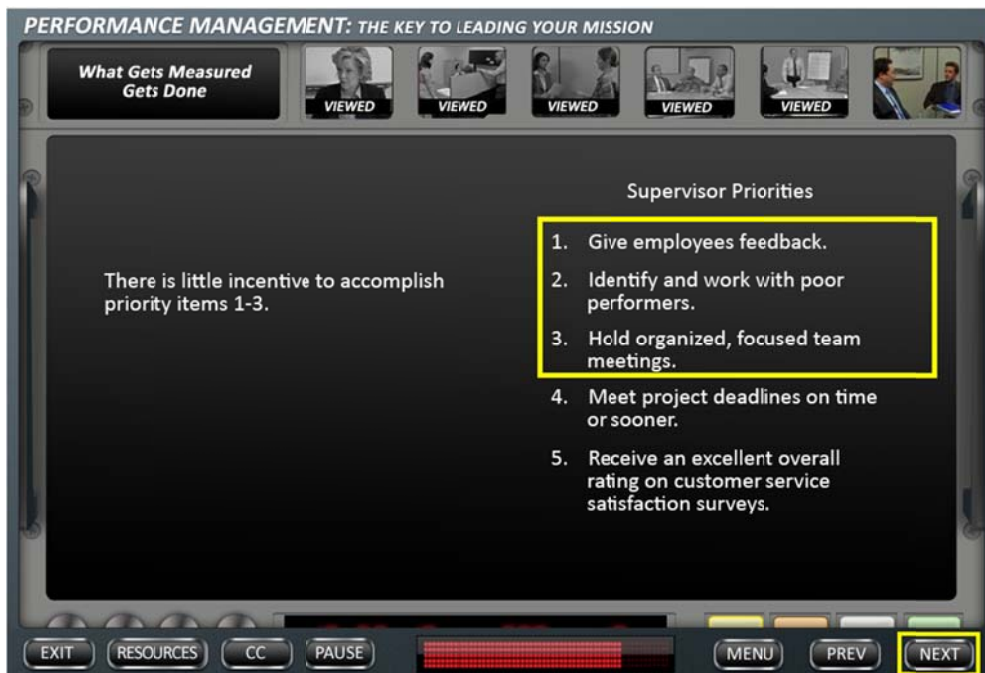 PERFORMANCE MANAGEMENT: THE KEY TO LEADING YOUR MISSION
What Gets Measured
Gets Done
VIEWED
VIEWED
VIEWED
VIEWED
VIEWED
There is little incentive to accomplish
priority items 1-3.
Supervisor Priorities
1. Give employees feedback.
2. Identify and work with poor
performers.
3. Hold organized, focused team
meetings.
4. Meet project deadlines on time
or sooner.
5. Receive an excellent overall
rating on customer service
satisfaction surveys.
EXIT
RESOURCES
CC
PAUSE
MENU
PREV
NEXT